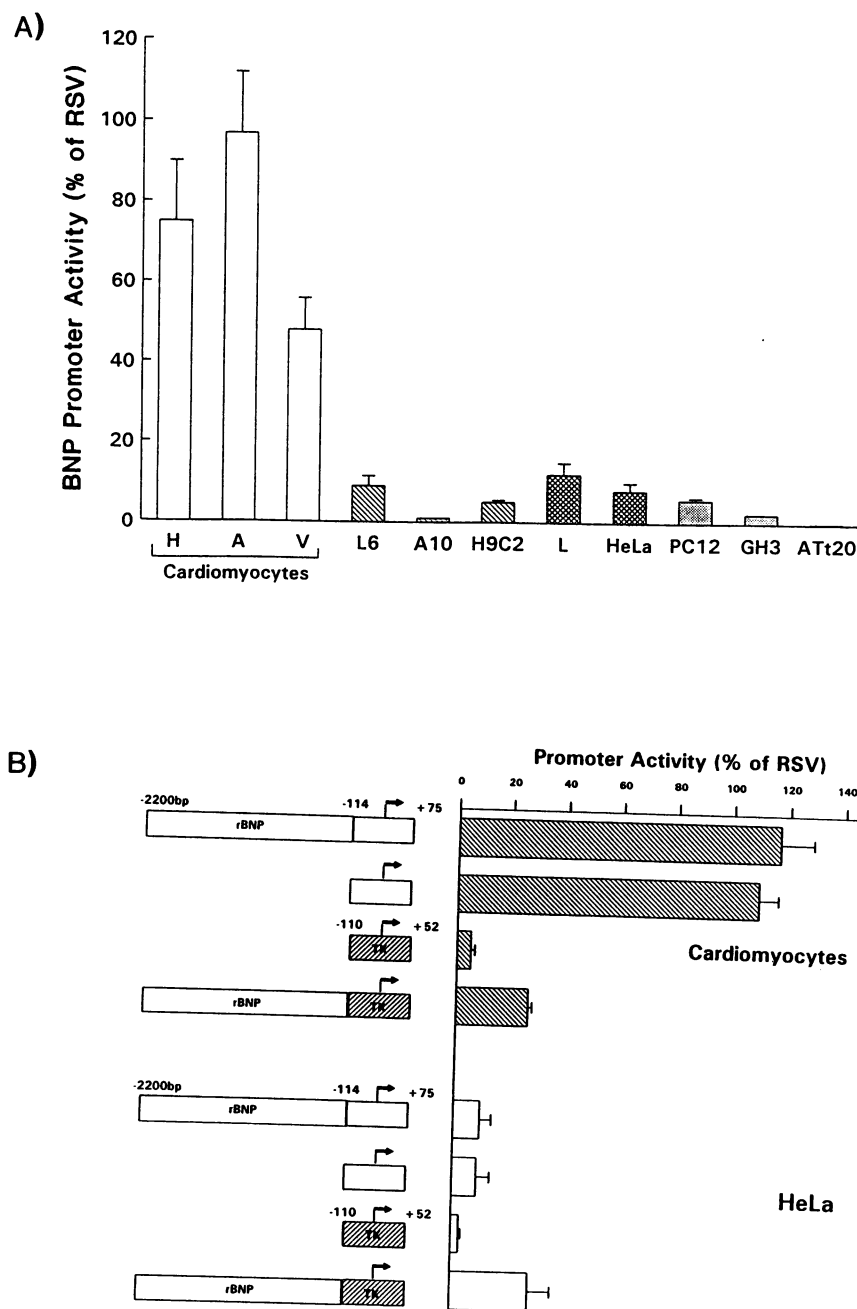 A)
BNP Promoter Activity (% of RSV)
120
100
80
60
40
20
0
H A V L6 A10 H9C2 L HeLa PC12 GH3 ATt20
Cardiomyocytes
B)
Promoter Activity (% of RSV)
0 20 40 60 80 100 120 140
-2200bp -114 +75
rBNP
-110 +52
TK
Cardiomyocytes
rBNP TK
-2200bp -114 +75
rBNP
-110 +52
TK
HeLa
rBNP TK